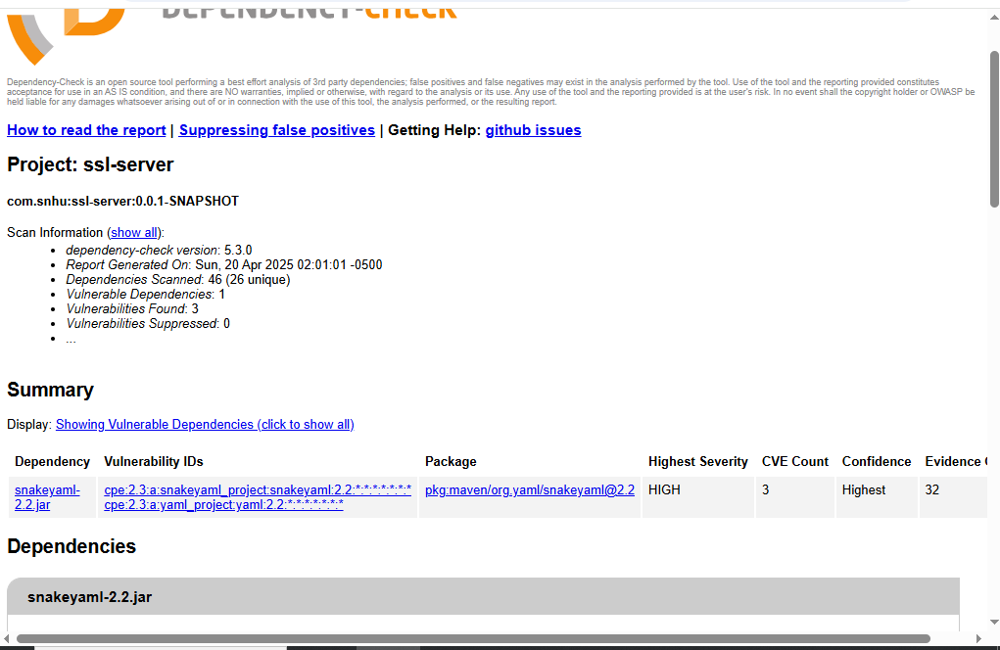 DEPENDENCY-CHECK
Dependency-Check is an open source tool performing a best effort analysis of 3rd party dependencies; false positives and false negatives may exist in the analysis performed by the tool. Use of the tool and the reporting provided constitutes
acceptance for use in an AS IS condition, and there are NO warranties, implied or otherwise, with regard to the analysis or its use. Any use of the tool and the reporting provided is at the user's risk. In no event shall the copyright holder or OWASP be
held liable for any damages whatsoever arising out of or in connection with the use of this tool, the analysis performed, or the resulting report.
How to read the report | Suppressing false positives | Getting Help: github issues
Project: ssl-server
com.snhu:ssl-server:0.0.1-SNAPSHOT
Scan Information (show all):
• dependency-check version: 5.3.0
• Report Generated On: Sun, 20 Apr 2025 02:01:01 -0500
• Dependencies Scanned: 46 (26 unique)
• Vulnerable Dependencies: 1
• Vulnerabilities Found: 3
• Vulnerabilities Suppressed: 0
• ...
Summary
Display: Showing Vulnerable Dependencies (click to show all)
Dependency Vulnerability IDs Package Highest Severity CVE Count Confidence Evidence
snakeyaml- cpe:2.3:a:snakeyaml_project:snakeyaml:2.2:*:*:*:*:*:*:* pkg:maven/org.yaml/snakeyaml@2.2 HIGH 3 Highest 32
2.2.jar cpe:2.3:a:yaml_project:yaml:2.2:*:*:*:*:*:*:*
Dependencies
snakeyaml-2.2.jar